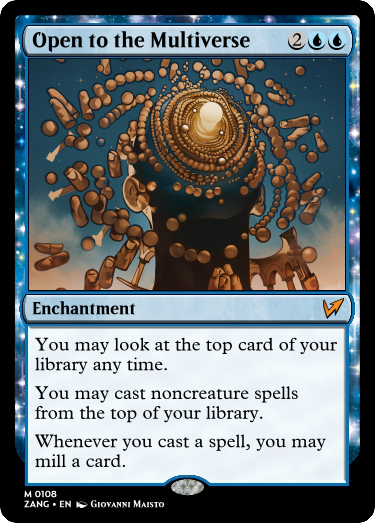 Open to the Multiverse 2
Enchantment
You may look at the top card of your
library any time.
You may cast noncreature spells
from the top of your library.
Whenever you cast a spell, you may
mill a card.
M 0108
ZANG • EN Giovanni Maisto